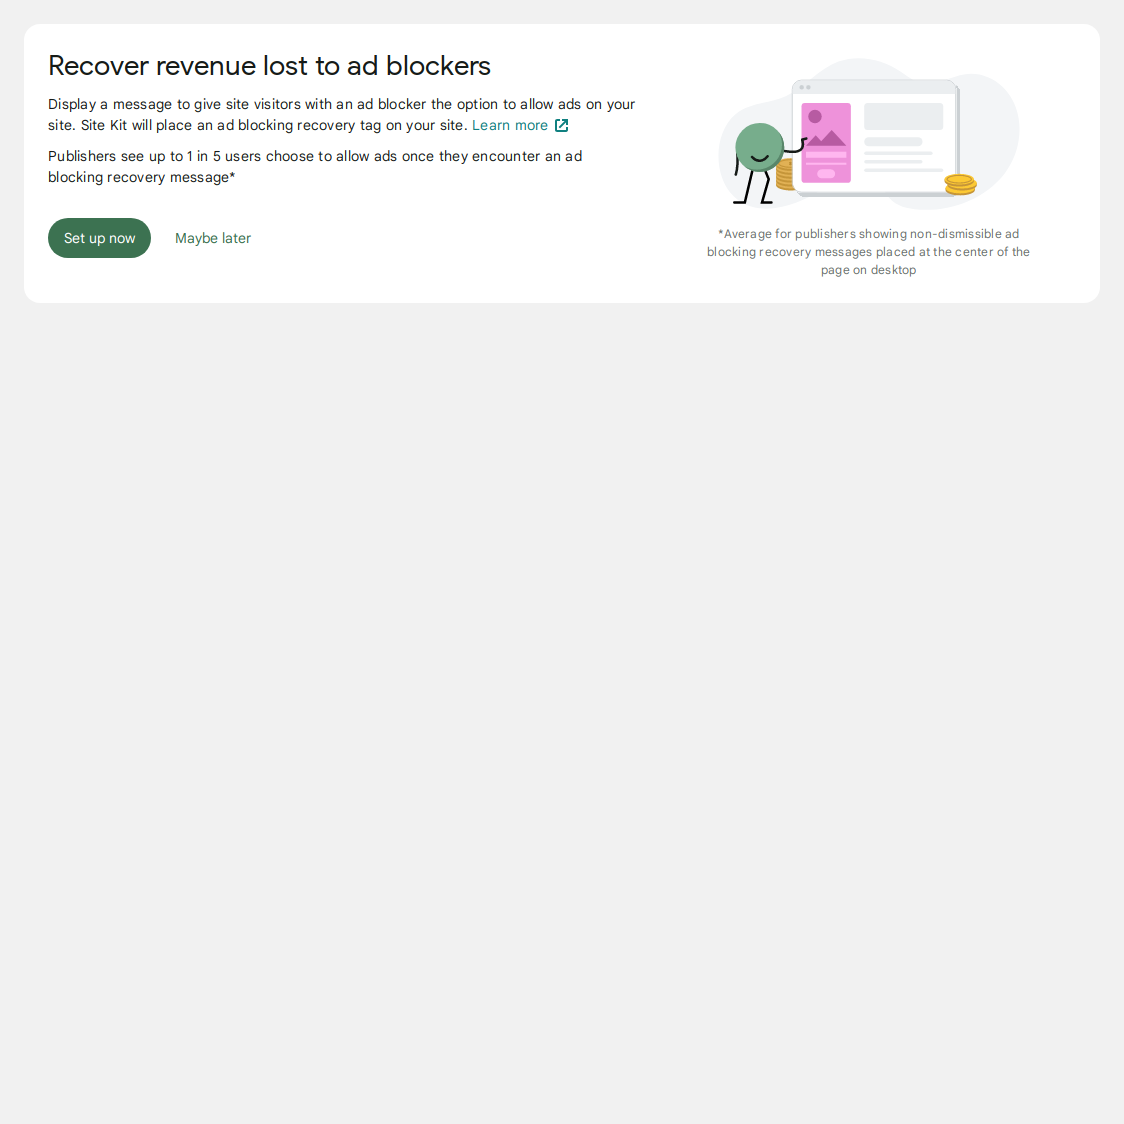 Recover revenue lost to ad blockers
Display a message to give site visitors with an ad blocker the option to allow ads on your
site. Site Kit will place an ad blocking recovery tag on your site. Learn more
Publishers see up to 1 in 5 users choose to allow ads once they encounter an ad
blocking recovery message*
Set up now
Maybe later
*Average for publishers showing non-dismissible ad
blocking recovery messages placed at the center of the
page on desktop